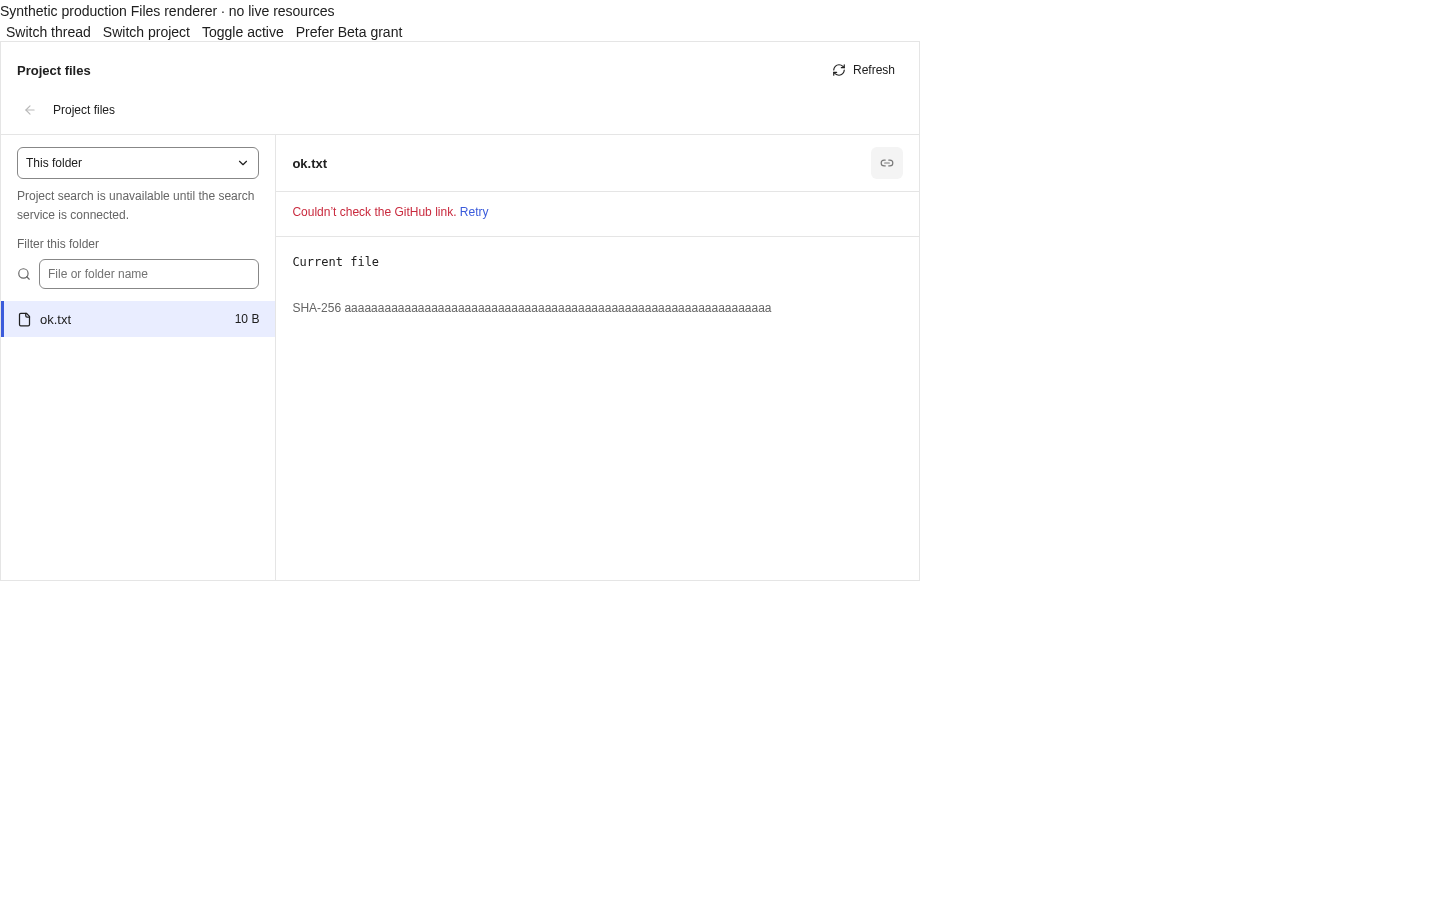 Synthetic production Files renderer · no live resources
Switch thread Switch project Toggle active Prefer Beta grant
Project files
Refresh
Project files
This folder
Project search is unavailable until the search
service is connected.
Filter this folder
File or folder name
ok.txt 10 B
ok.txt
Couldn’t check the GitHub link. Retry
Current file
SHA-256 aaaaaaaaaaaaaaaaaaaaaaaaaaaaaaaaaaaaaaaaaaaaaaaaaaaaaaaaaaaaaaaa